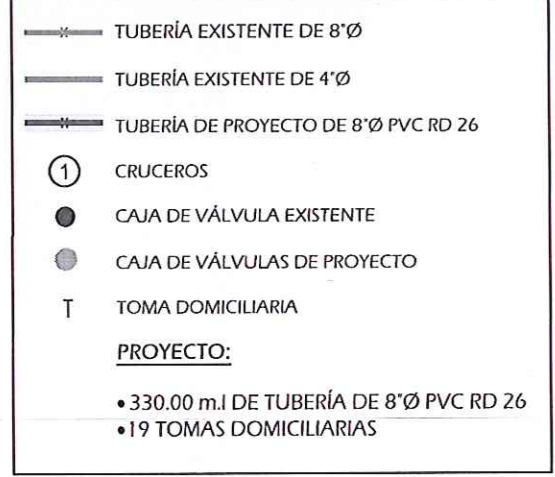 TUBERÍA EXISTENTE DE 8"Ø
TUBERÍA EXISTENTE DE 4"Ø
TUBERÍA DE PROYECTO DE 8"Ø PVC RD 26
1 CRUCEROS
CAJA DE VÁLVULA EXISTENTE
CAJA DE VÁLVULAS DE PROYECTO
T TOMA DOMICILIARIA
PROYECTO:
•330.00 m.l DE TUBERÍA DE 8"Ø PVC RD 26
•19 TOMAS DOMICILIARIAS